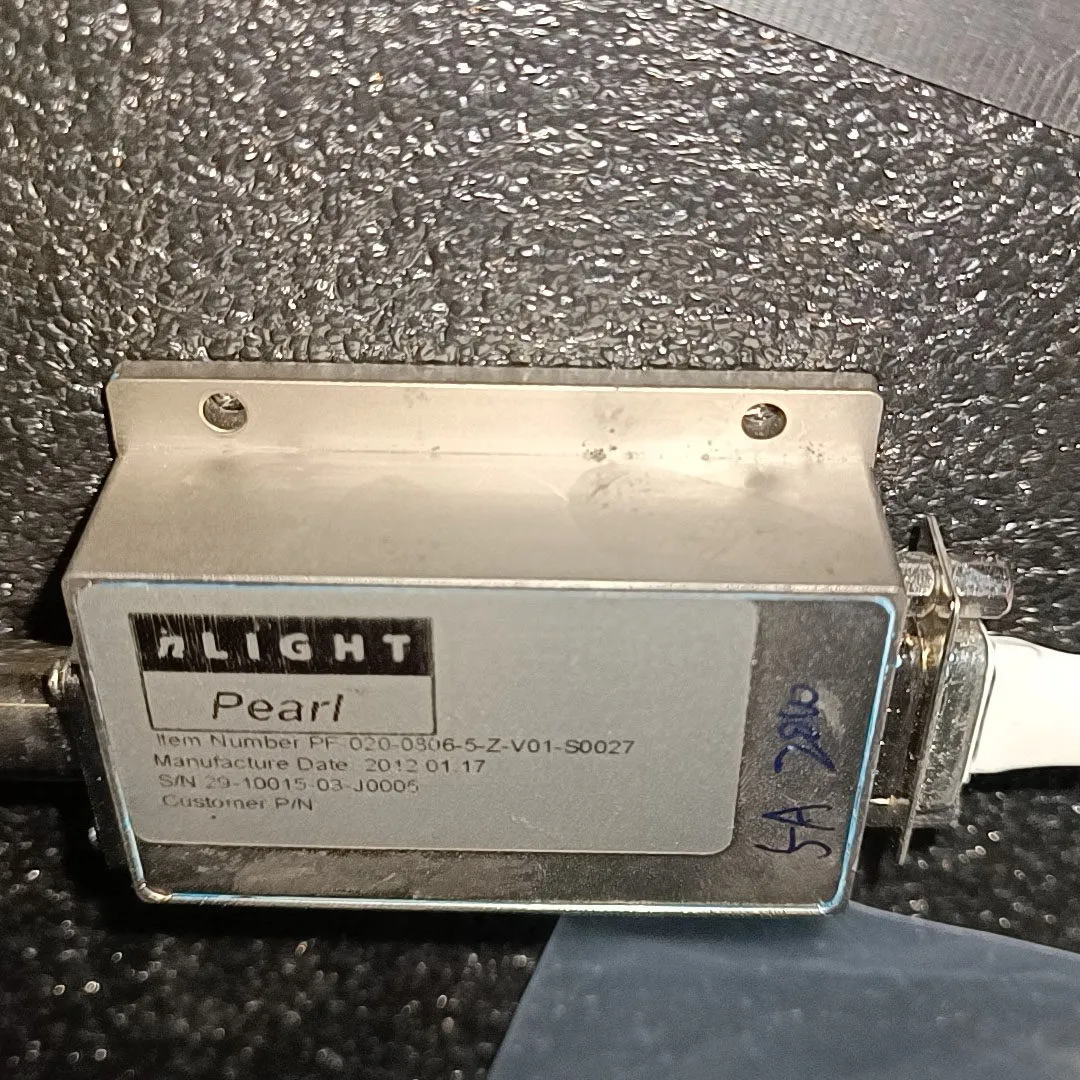 nLIGHT
Pearl
Item Number PF-020-0806-5-Z-V01-S0027
Manufacture Date 2012.01.17
S/N 29-10015-03-J0005
Customer P/N
5A